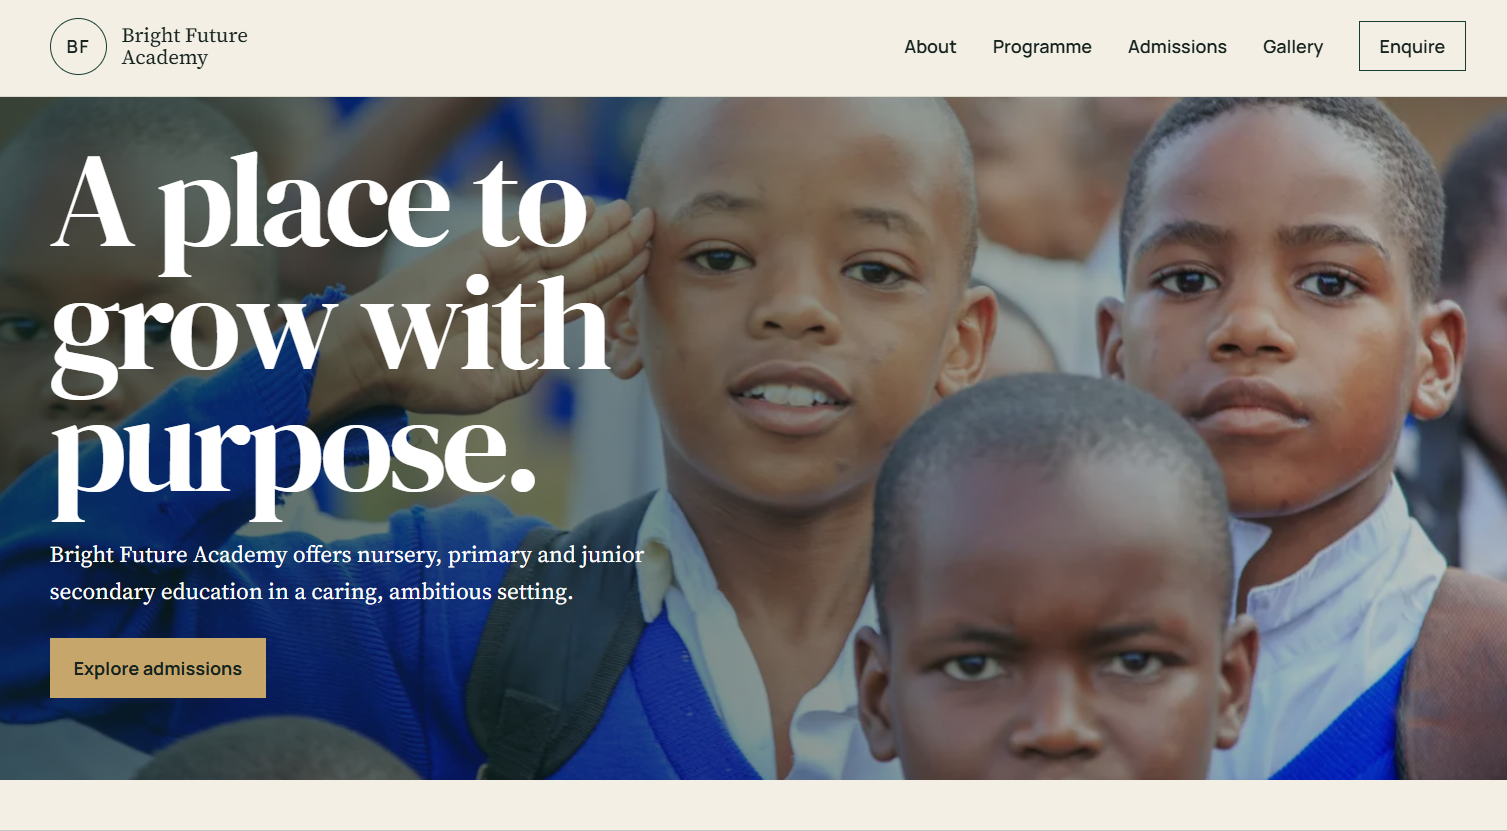 BF
Bright Future
Academy
About
Programme
Admissions
Gallery
Enquire
A place to
grow with
purpose.
Bright Future Academy offers nursery, primary and junior
secondary education in a caring, ambitious setting.
Explore admissions